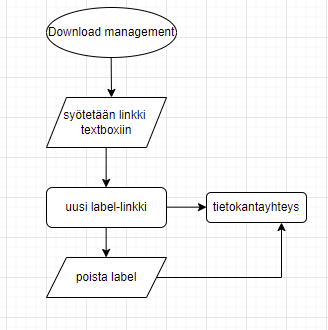 Download management
syötetään linkki
textboxiin
uusi label-linkki
tietokantayhteys
poista label